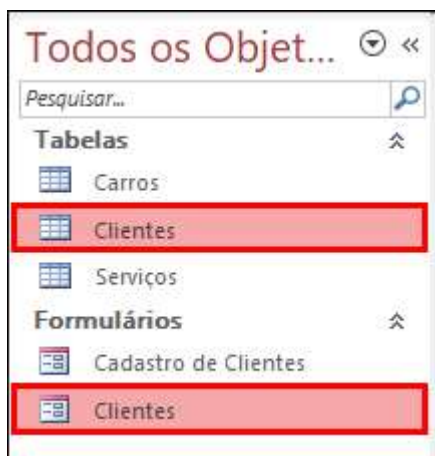 Todos os Objet...
Pesquisar...
Tabelas
Carros
Clientes
Serviços
Formulários
Cadastro de Clientes
Clientes